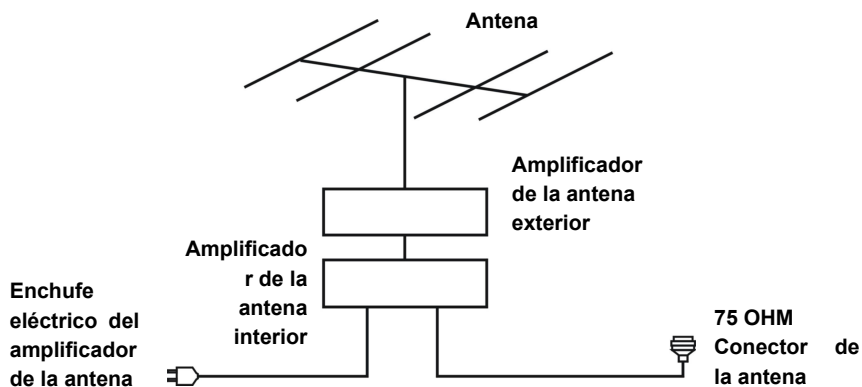 Antena
Amplificador
de la antena
exterior
Amplificado
r de la
antena
interior
Enchufe
eléctrico del
amplificador
de la antena
75 OHM
Conector de
la antena